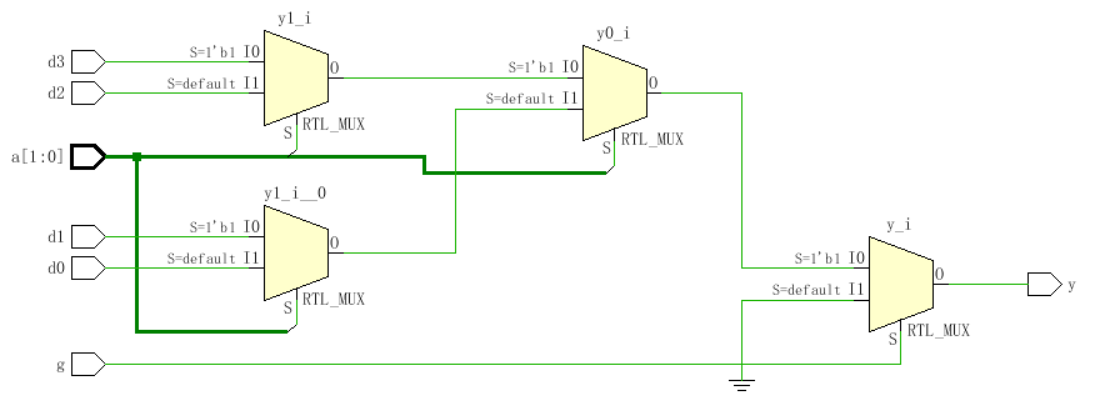 y1_i
d3
S=1'b1 I0
O
d2
S=default I1
S
RTL_MUX
y0_i
S=1'b1 I0
O
S=default I1
S
RTL_MUX
a[1:0]
y1_i__0
d1
S=1'b1 I0
O
d0
S=default I1
S
RTL_MUX
y_i
S=1'b1 I0
O
S=default I1
S
RTL_MUX
y
g